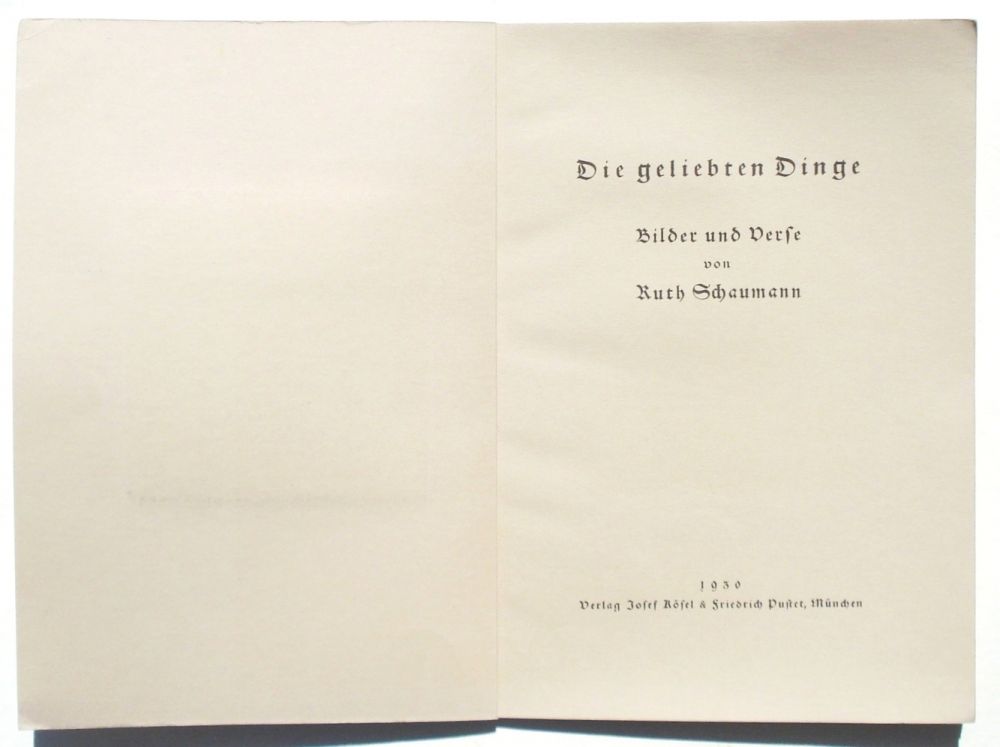 Die geliebten Dinge
Bilder und Verſe
von
Ruth Schaumann
1930
Verlag Joſef Köſel & Friedrich Puſtet, München